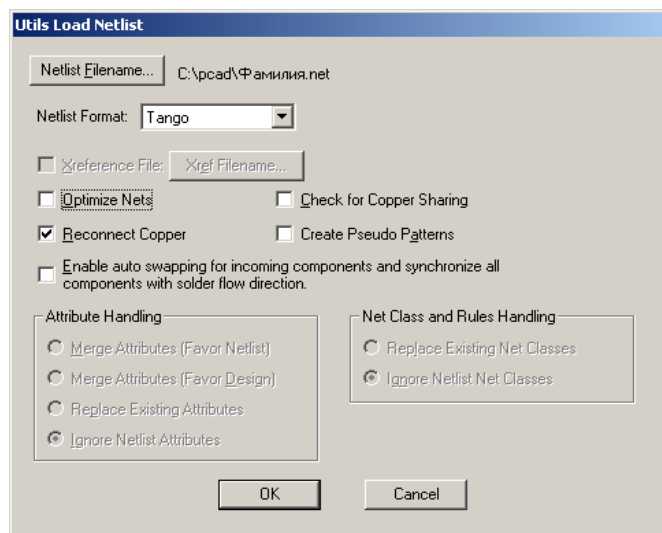 Utils Load Netlist
Netlist Filename... C:\pcad\Фамилия.net
Netlist Format: Tango
Xreference File: Xref Filename...
Optimize Nets Check for Copper Sharing
Reconnect Copper Create Pseudo Patterns
Enable auto swapping for incoming components and synchronize all
components with solder flow direction.
Attribute Handling Net Class and Rules Handling
Merge Attributes (Favor Netlist) Replace Existing Net Classes
Merge Attributes (Favor Design) Ignore Netlist Net Classes
Replace Existing Attributes
Ignore Netlist Attributes
OK Cancel